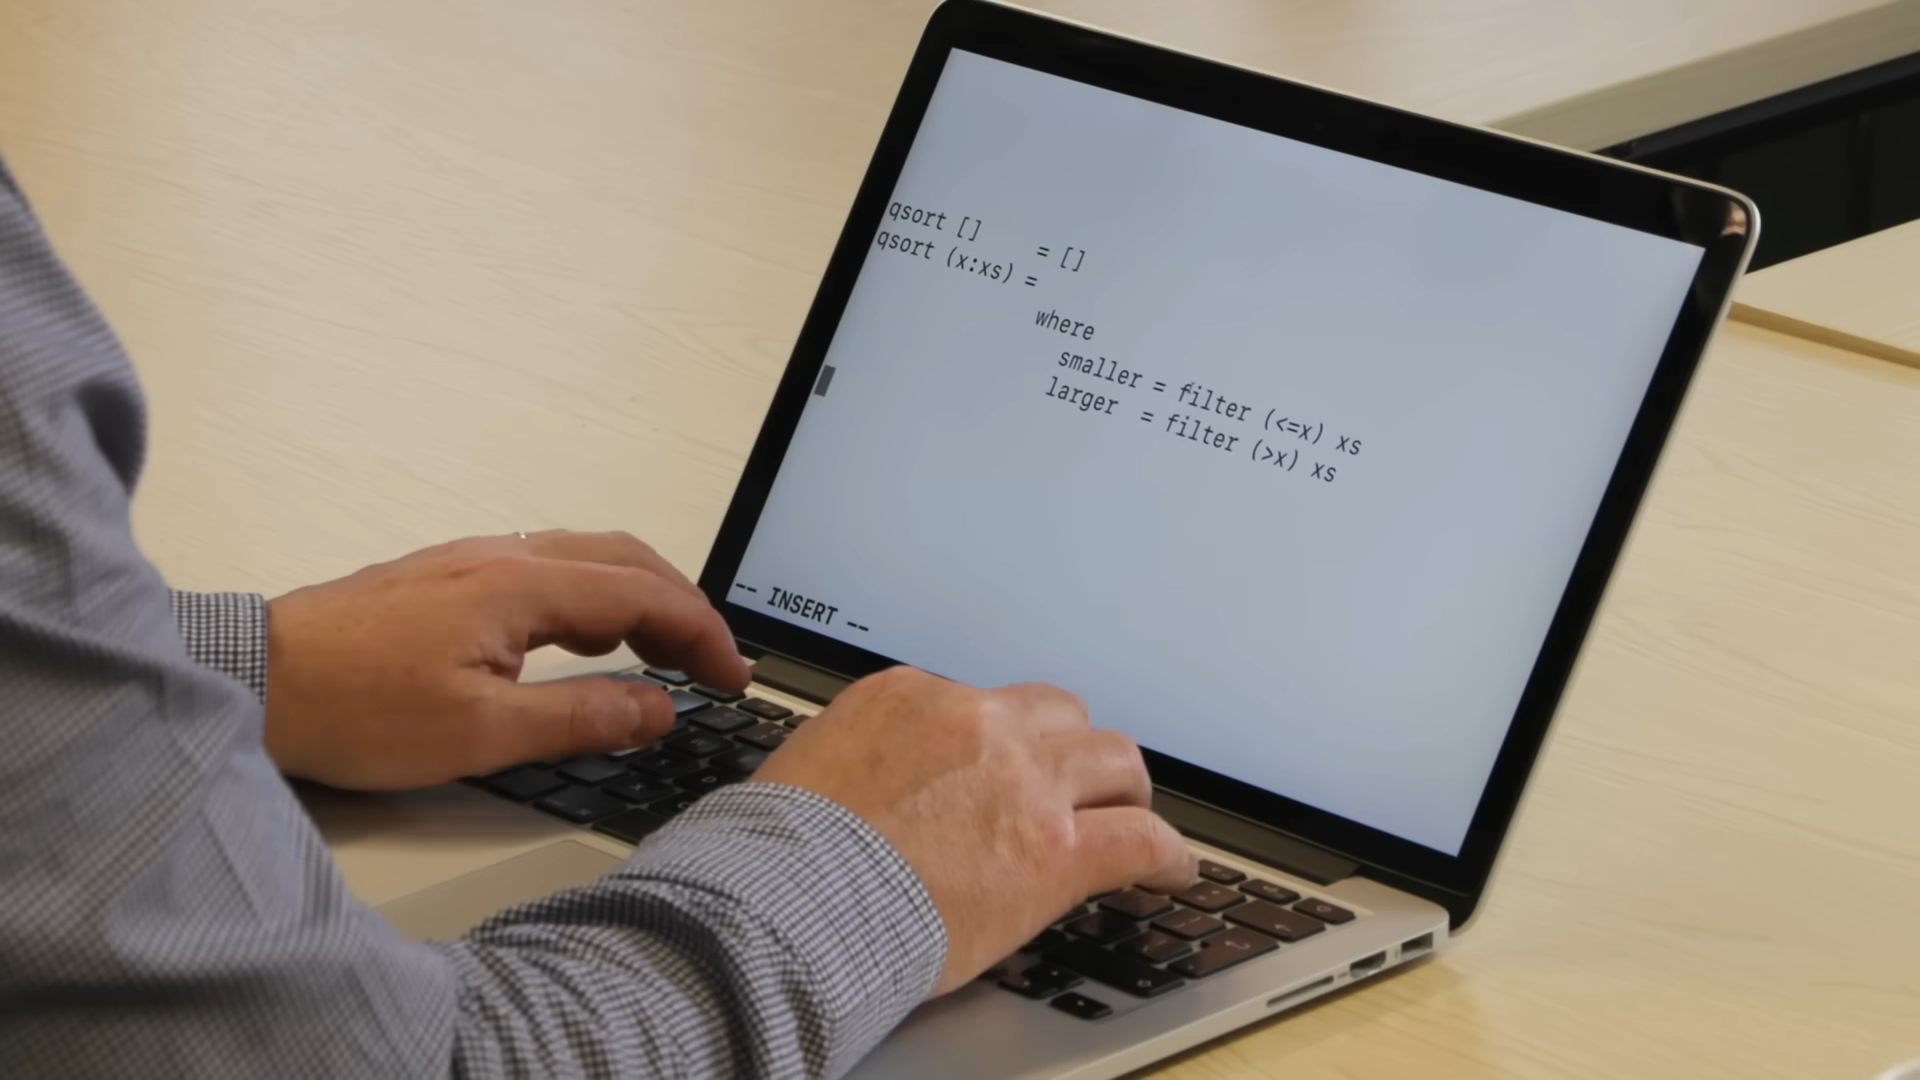 qsort []     = []
qsort (x:xs) =
where
smaller = filter (<=x) xs
larger  = filter (>x) xs
-- INSERT --